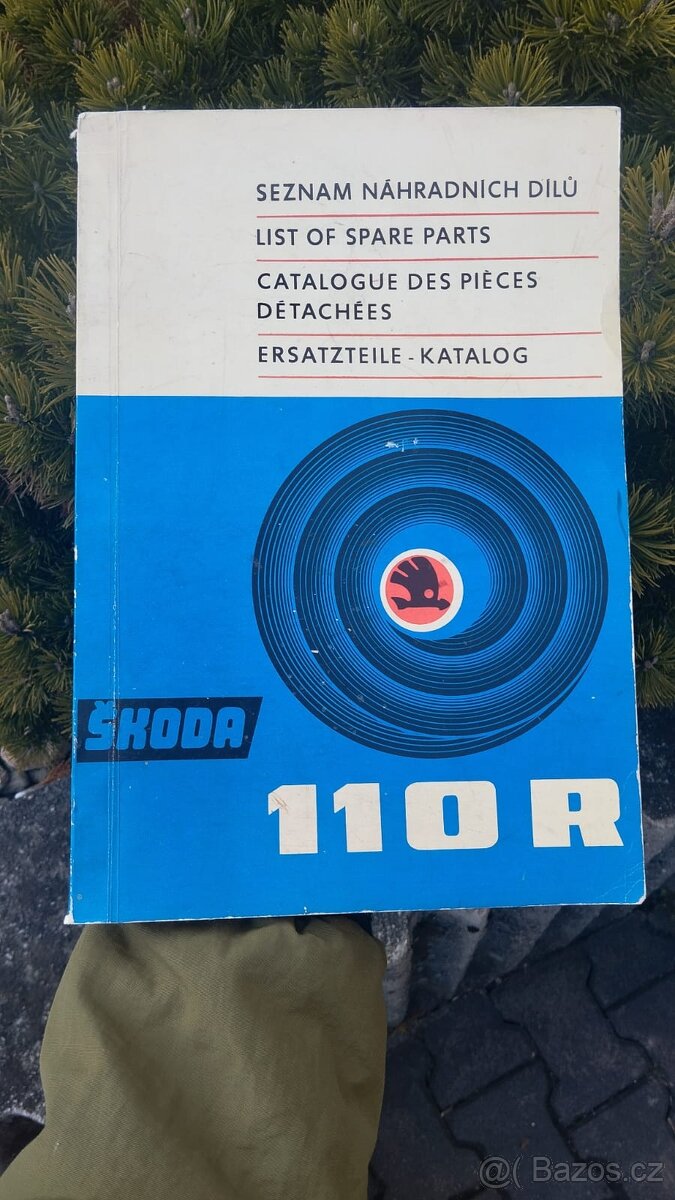 SEZNAM NÁHRADNÍCH DÍLŮ
LIST OF SPARE PARTS
CATALOGUE DES PIÈCES
DÉTACHÉES
ERSATZTEILE - KATALOG
ŠKODA
110 R
@( Bazos.cz